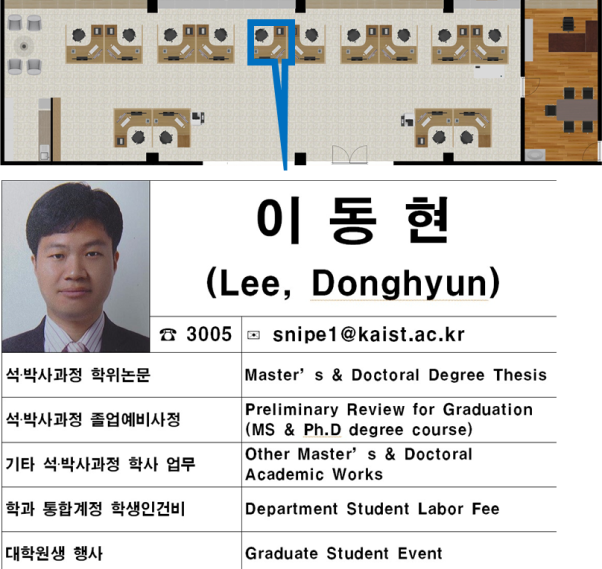 이 동 현
(Lee, Donghyun)
☎ 3005
✉ snipe1@kaist.ac.kr
석·박사과정 학위논문
Master’s & Doctoral Degree Thesis
석·박사과정 졸업예비사정
Preliminary Review for Graduation
(MS & Ph.D degree course)
기타 석·박사과정 학사 업무
Other Master’s & Doctoral
Academic Works
학과 통합계정 학생인건비
Department Student Labor Fee
대학원생 행사
Graduate Student Event